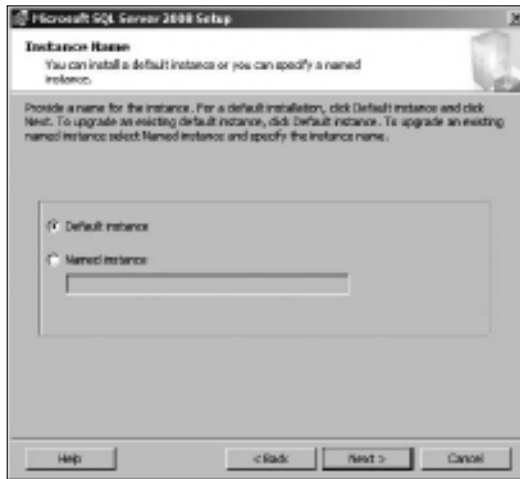 Microsoft SQL Server 2008 Setup
Instance Name
You can install a default instance or you can specify a named
instance.
Provide a name for the instance. For a default installation, click Default instance and click
Next. To upgrade an existing default instance, click Default instance. To upgrade an existing
named instance select Named instance and specify the instance name.
Default instance
Named instance
Help
< Back
Next >
Cancel